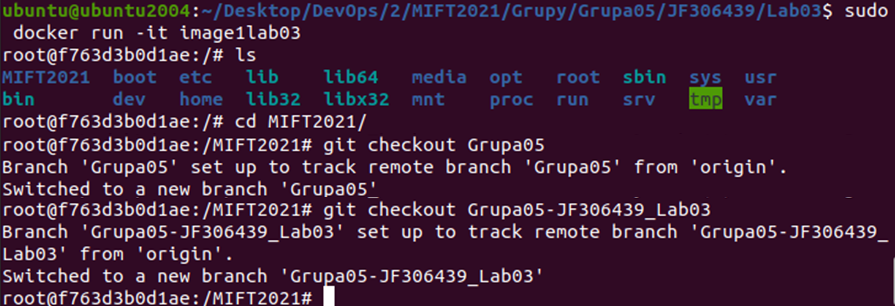 ubuntu@ubuntu2004:~/Desktop/DevOps/2/MIFT2021/Grupy/Grupa05/JF306439/Lab03$ sudo
 docker run -it image1lab03
root@f763d3b0d1ae:/# ls
MIFT2021  boot  etc   lib    lib64   media  opt   root  sbin  sys  usr
bin       dev   home  lib32  libx32  mnt    proc  run   srv   tmp  var
root@f763d3b0d1ae:/# cd MIFT2021/
root@f763d3b0d1ae:/MIFT2021# git checkout Grupa05
Branch 'Grupa05' set up to track remote branch 'Grupa05' from 'origin'.
Switched to a new branch 'Grupa05'
root@f763d3b0d1ae:/MIFT2021# git checkout Grupa05-JF306439_Lab03
Branch 'Grupa05-JF306439_Lab03' set up to track remote branch 'Grupa05-JF306439_
Lab03' from 'origin'.
Switched to a new branch 'Grupa05-JF306439_Lab03'
root@f763d3b0d1ae:/MIFT2021#